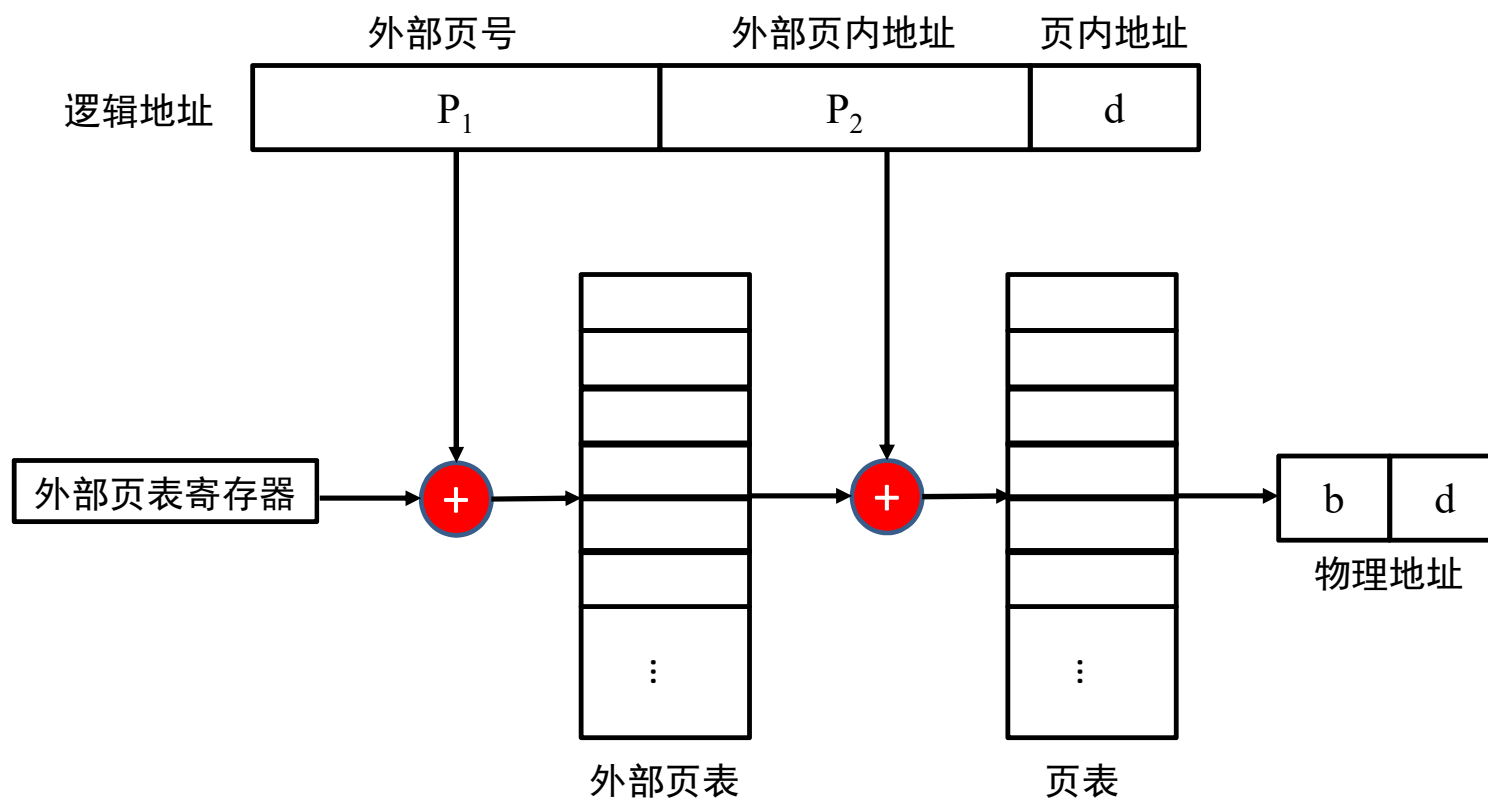 外部页号 外部页内地址 页内地址
逻辑地址 P₁ P₂ d
外部页表寄存器 + + b d
物理地址
⋮ ⋮
外部页表 页表